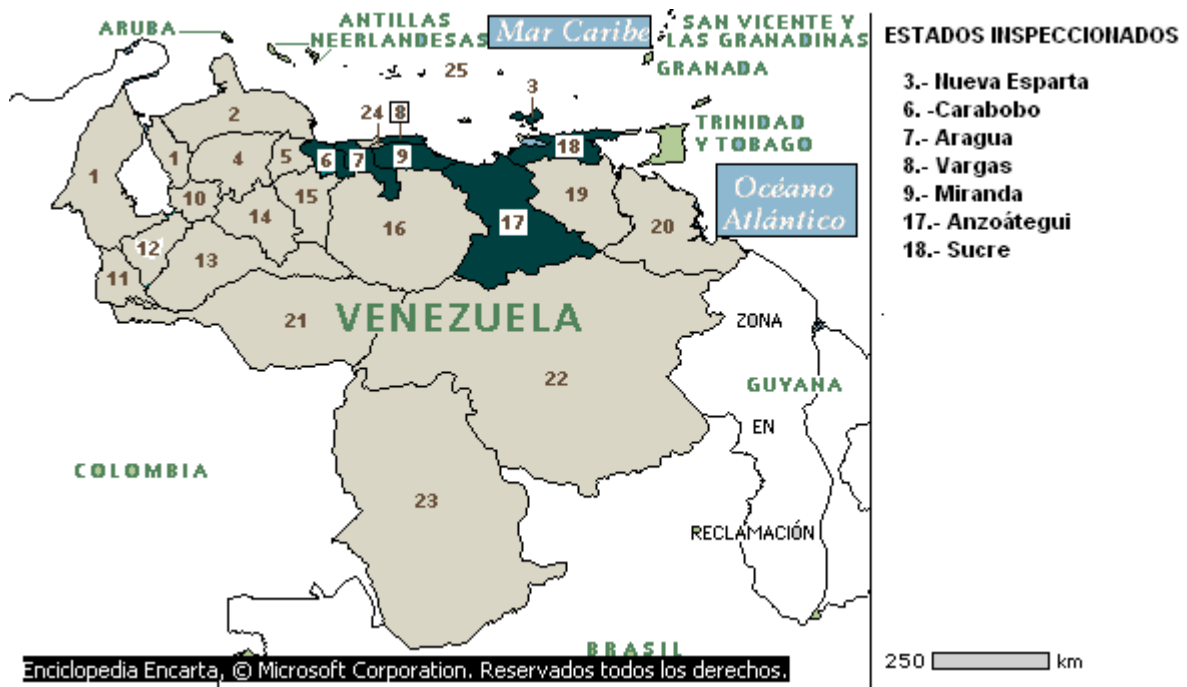 ARUBA
ANTILLAS
NEERLANDESAS
Mar Caribe
SAN VICENTE Y
LAS GRANADINAS
GRANADA
25
3
24
8
TRINIDAD
Y TOBAGO
2
1
1
4
5
6
7
9
18
Océano
Atlántico
10
15
14
16
17
19
20
12
13
11
21
VENEZUELA
ZONA
22
GUYANA
EN
COLOMBIA
23
RECLAMACIÓN
BRASIL
Enciclopedia Encarta, © Microsoft Corporation. Reservados todos los derechos.
ESTADOS INSPECCIONADOS
3.- Nueva Esparta
6. -Carabobo
7.- Aragua
8.- Vargas
9.- Miranda
17.- Anzoátegui
18.- Sucre
250 km